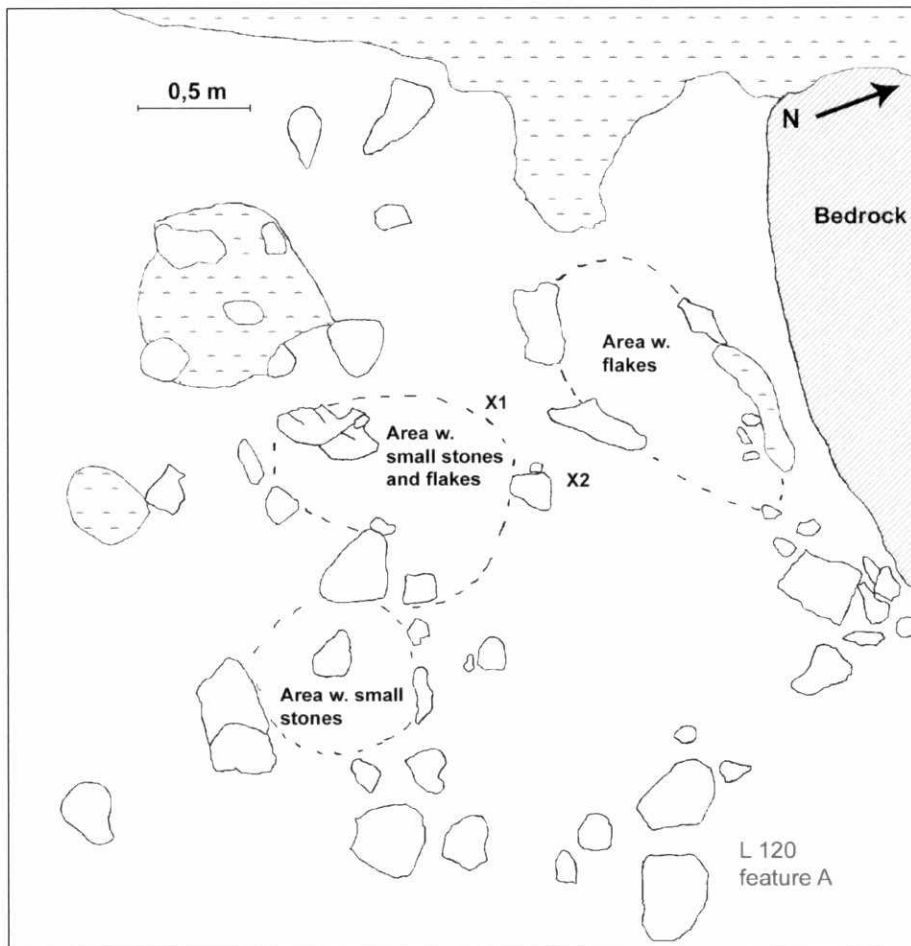 0,5 m
N
Bedrock
Area w.
flakes
X1
Area w.
small stones
and flakes
X2
Area w. small
stones
L 120
feature A